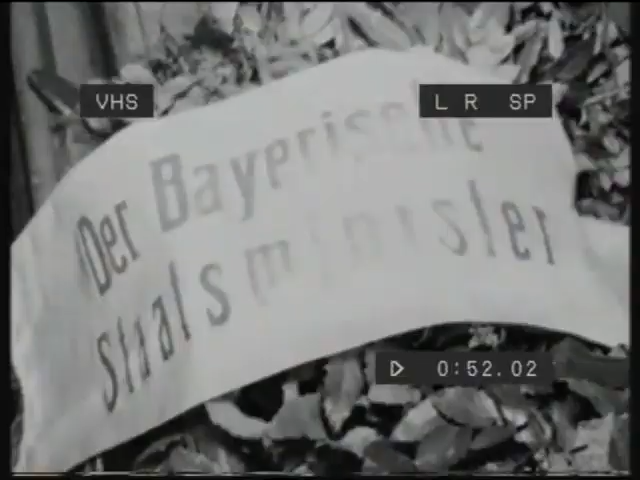 VHS
L R SP
Der Bayerische
Staatsminister
▷ 0:52.02